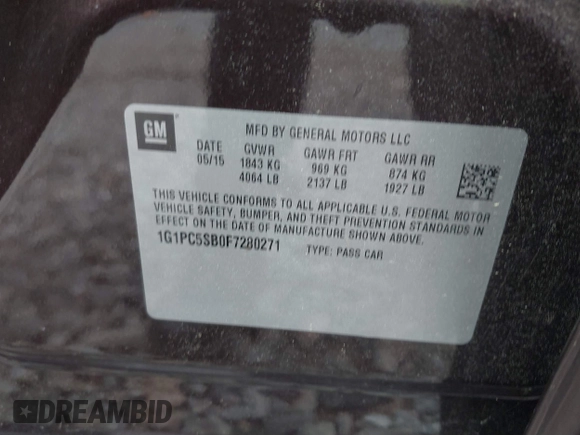 GM
MFD BY GENERAL MOTORS LLC
DATE GVWR GAWR FRT GAWR RR
05/15 1843 KG 969 KG 874 KG
4064 LB 2137 LB 1927 LB
THIS VEHICLE CONFORMS TO ALL APPLICABLE U.S. FEDERAL MOTOR
VEHICLE SAFETY, BUMPER, AND THEFT PREVENTION STANDARDS IN
EFFECT ON THE DATE OF MANUFACTURE SHOWN ABOVE.
1G1PC5SB0F7280271 TYPE: PASS CAR
DREAMBID